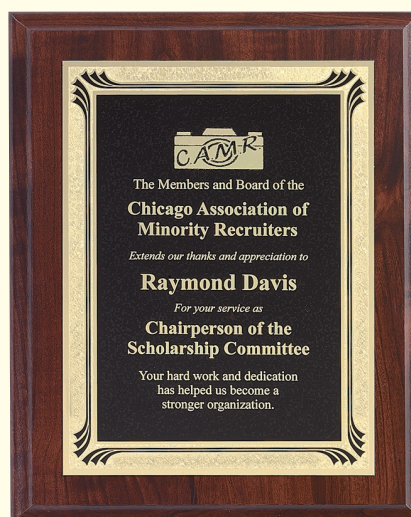 CAMR
The Members and Board of the
Chicago Association of
Minority Recruiters
Extends our thanks and appreciation to
Raymond Davis
For your service as
Chairperson of the
Scholarship Committee
Your hard work and dedication
has helped us become a
stronger organization.